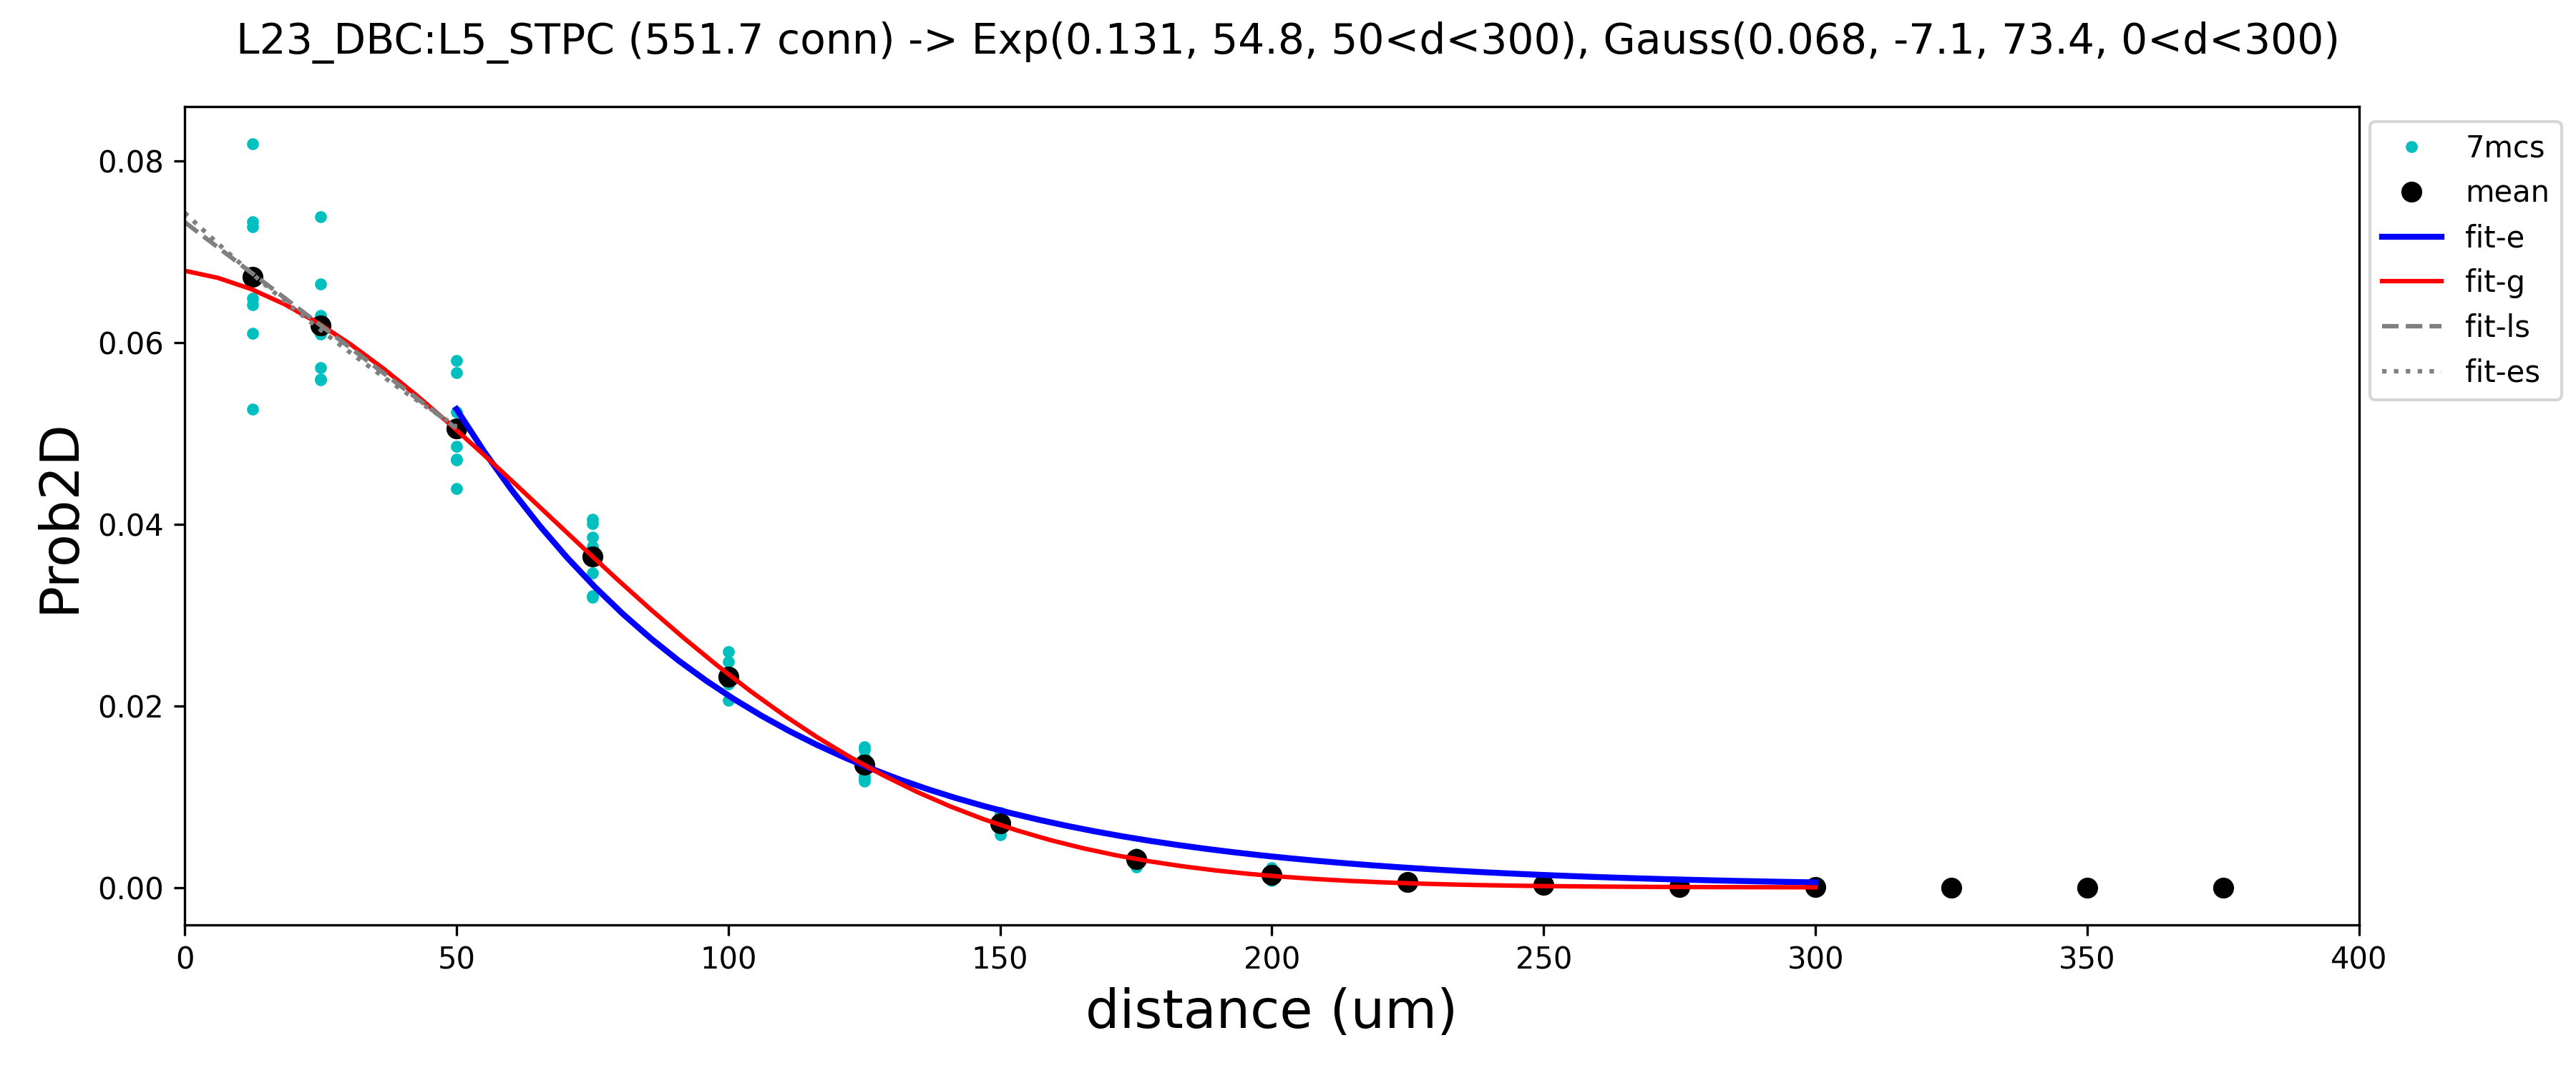 L23_DBC:L5_STPC (551.7 conn) -> Exp(0.131, 54.8, 50<d<300), Gauss(0.068, -7.1, 73.4, 0<d<300)
0.08
0.06
0.04
0.02
0.00
Prob2D
0 50 100 150 200 250 300 350 400
distance (um)
7mcs
mean
fit-e
fit-g
fit-ls
fit-es